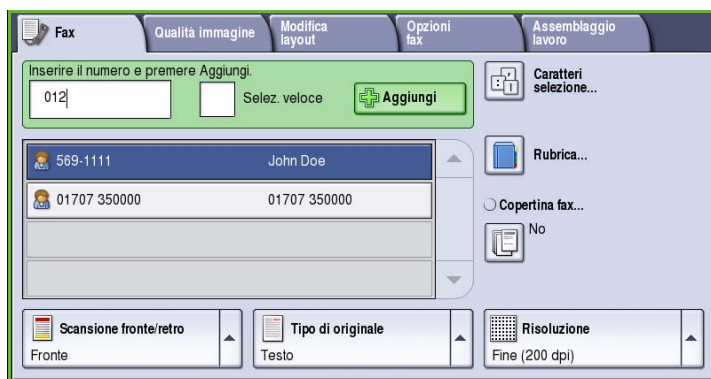 Fax
Qualità immagine
Modifica
layout
Opzioni
fax
Assemblaggio
lavoro
Inserire il numero e premere Aggiungi.
012
Selez. veloce
Aggiungi
Caratteri
selezione...
569-1111 John Doe
01707 350000 01707 350000
Rubrica...
Copertina fax...
No
Scansione fronte/retro
Fronte
Tipo di originale
Testo
Risoluzione
Fine (200 dpi)